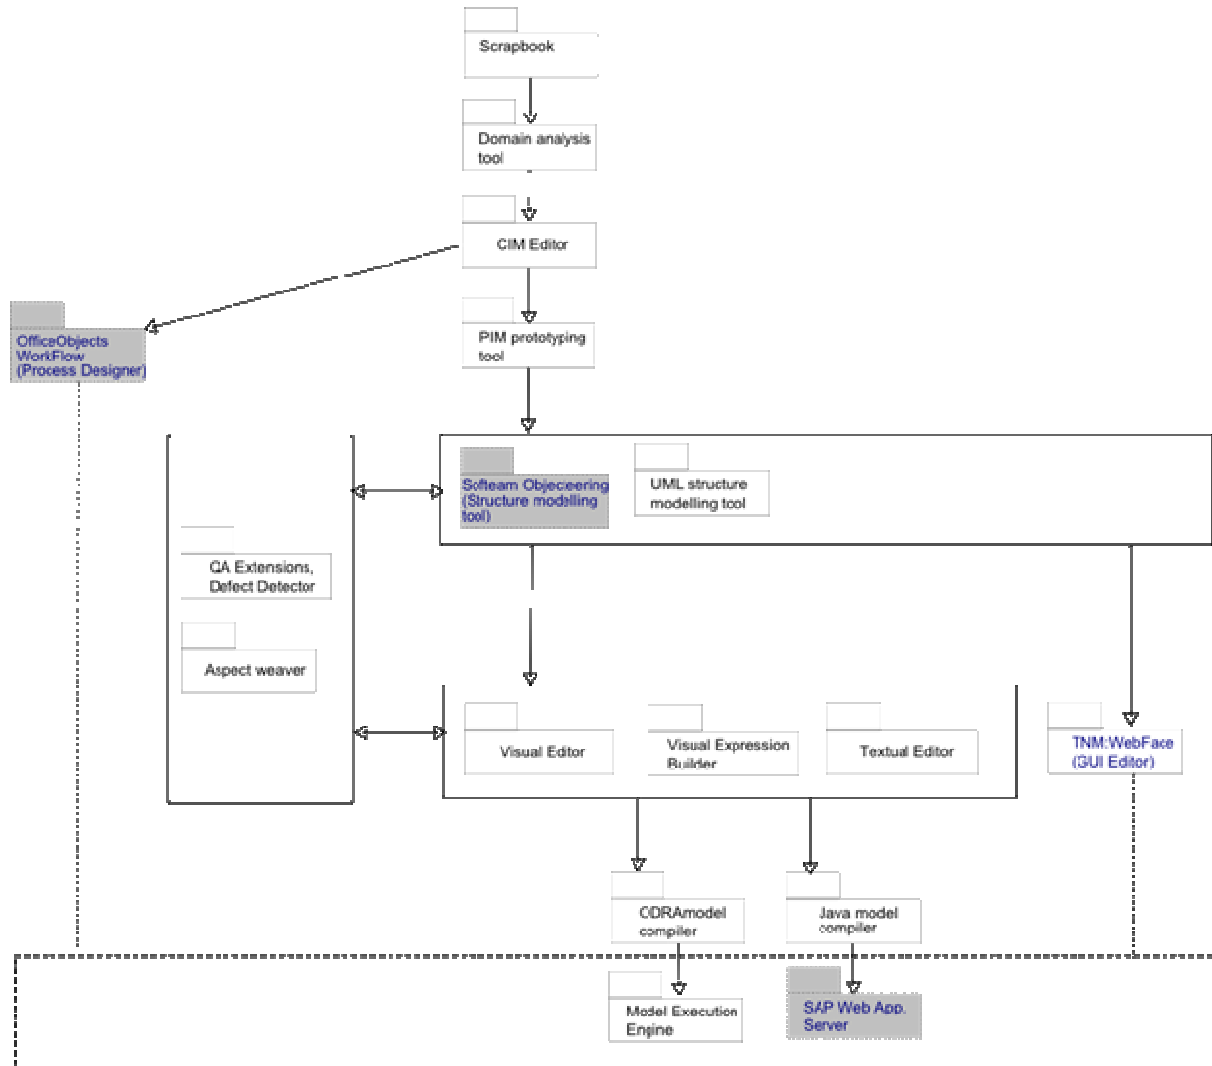 Scrapbook
Domain analysis
tool
CIM Editor
PIM prototyping
tool
OfficeObjects
WorkFlow
(Process Designer)
Softeam Objecteering
(Structure modelling
tool)
UML structure
modelling tool
QA Extensions,
Defect Detector
Aspect weaver
Visual Editor
Visual Expression
Builder
Textual Editor
TNM:WebFace
(GUI Editor)
ODRAmodel
compiler
Java model
compiler
Model Execution
Engine
SAP Web App.
Server